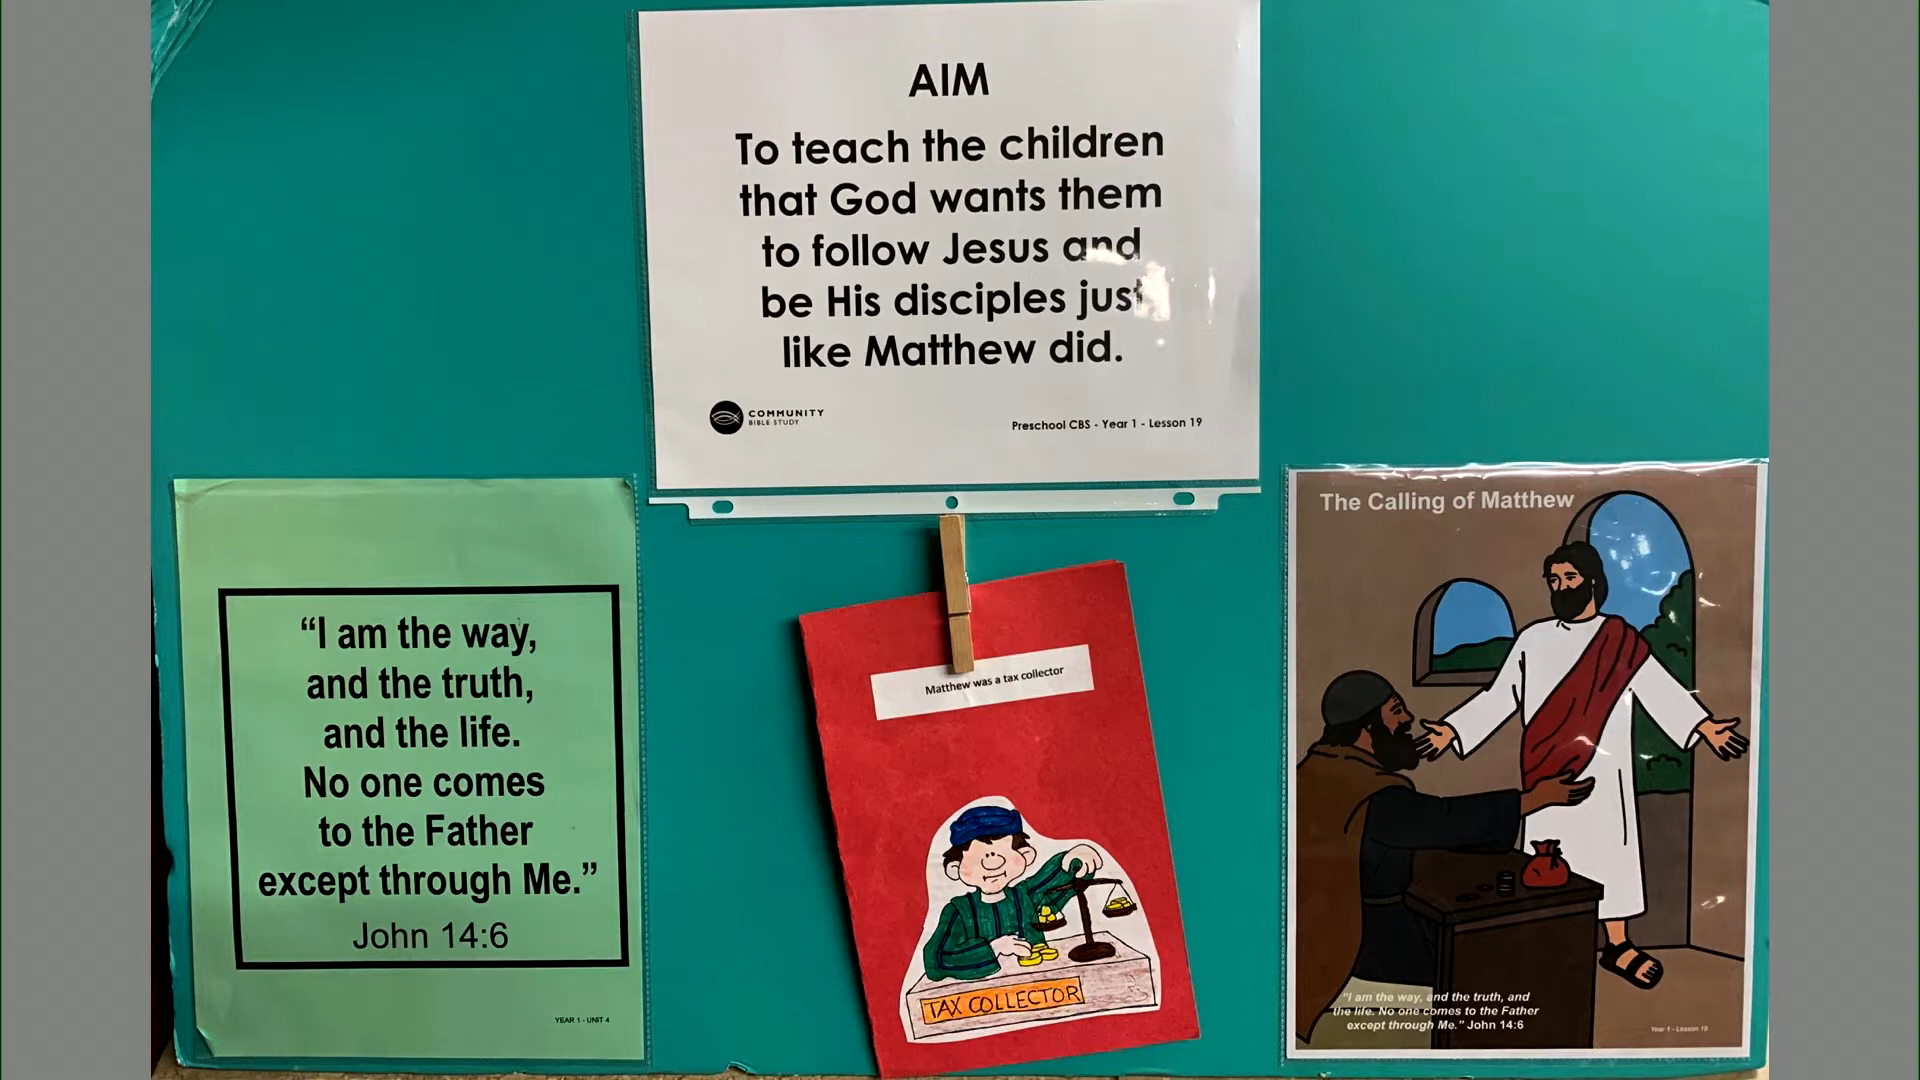 AIM
To teach the children
that God wants them
to follow Jesus and
be His disciples just
like Matthew did.
COMMUNITY
BIBLE STUDY
Preschool CBS - Year 1 - Lesson 19
“I am the way,
and the truth,
and the life.
No one comes
to the Father
except through Me.”
John 14:6
YEAR 1 - UNIT 4
Matthew was a tax collector
TAX COLLECTOR
The Calling of Matthew
“I am the way, and the truth, and
the life. No one comes to the Father
except through Me.” John 14:6
Year 1 - Lesson 19